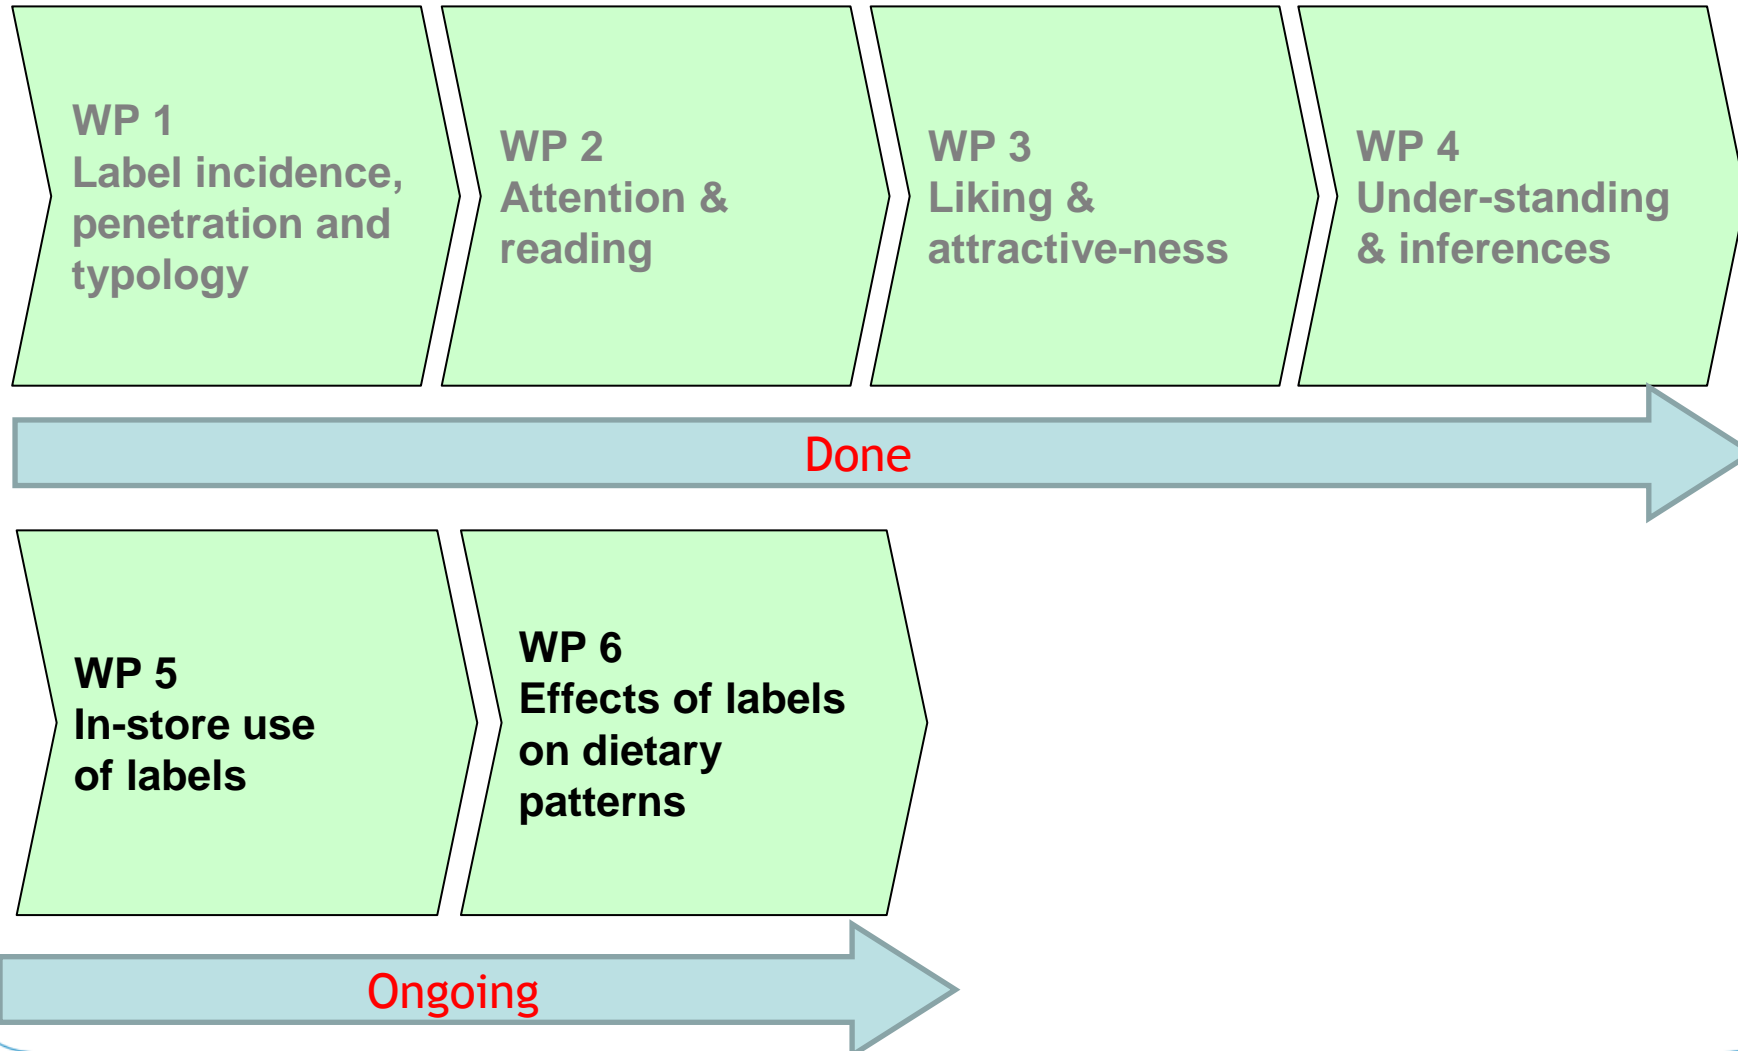 WP 1
Label incidence,
penetration and
typology
WP 2
Attention &
reading
WP 3
Liking &
attractive-ness
WP 4
Under-standing
& inferences
Done
WP 5
In-store use
of labels
WP 6
Effects of labels
on dietary
patterns
Ongoing